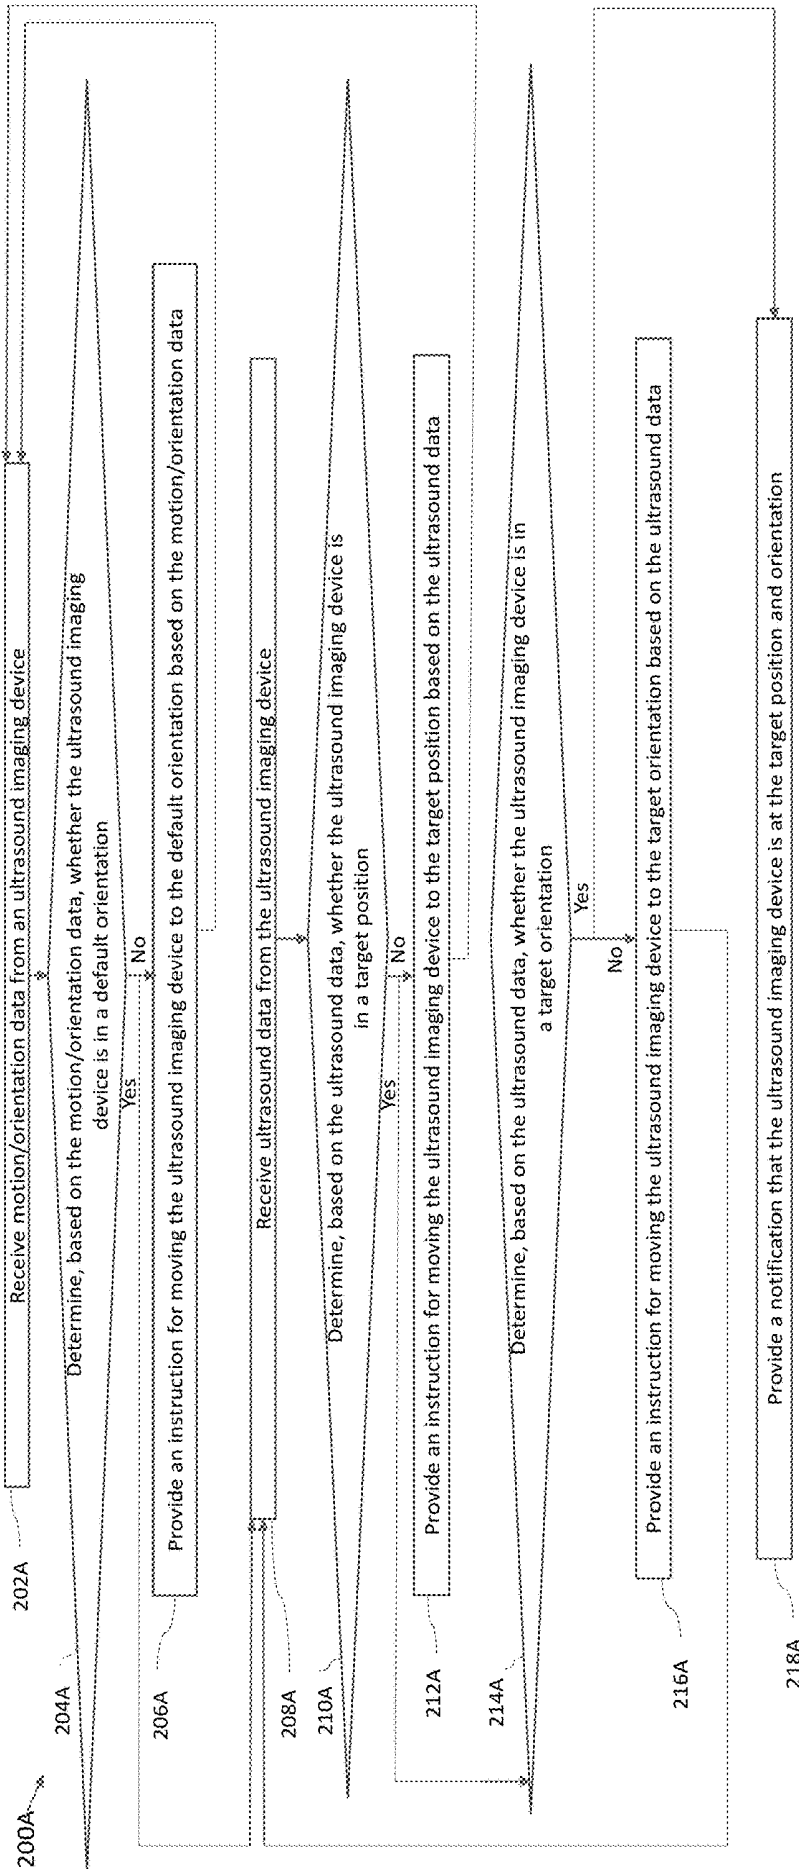 200A
202A
Receive motion/orientation data from an ultrasound imaging device
204A
Determine, based on the motion/orientation data, whether the ultrasound imaging
device is in a default orientation
Yes
No
206A
Provide an instruction for moving the ultrasound imaging device to the default orientation based on the motion/orientation data
208A
Receive ultrasound data from the ultrasound imaging device
210A
Determine, based on the ultrasound data, whether the ultrasound imaging device is
in a target position
Yes
No
212A
Provide an instruction for moving the ultrasound imaging device to the target position based on the ultrasound data
214A
Determine, based on the ultrasound data, whether the ultrasound imaging device is in
a target orientation
No
Yes
216A
Provide an instruction for moving the ultrasound imaging device to the target orientation based on the ultrasound data
218A
Provide a notification that the ultrasound imaging device is at the target position and orientation